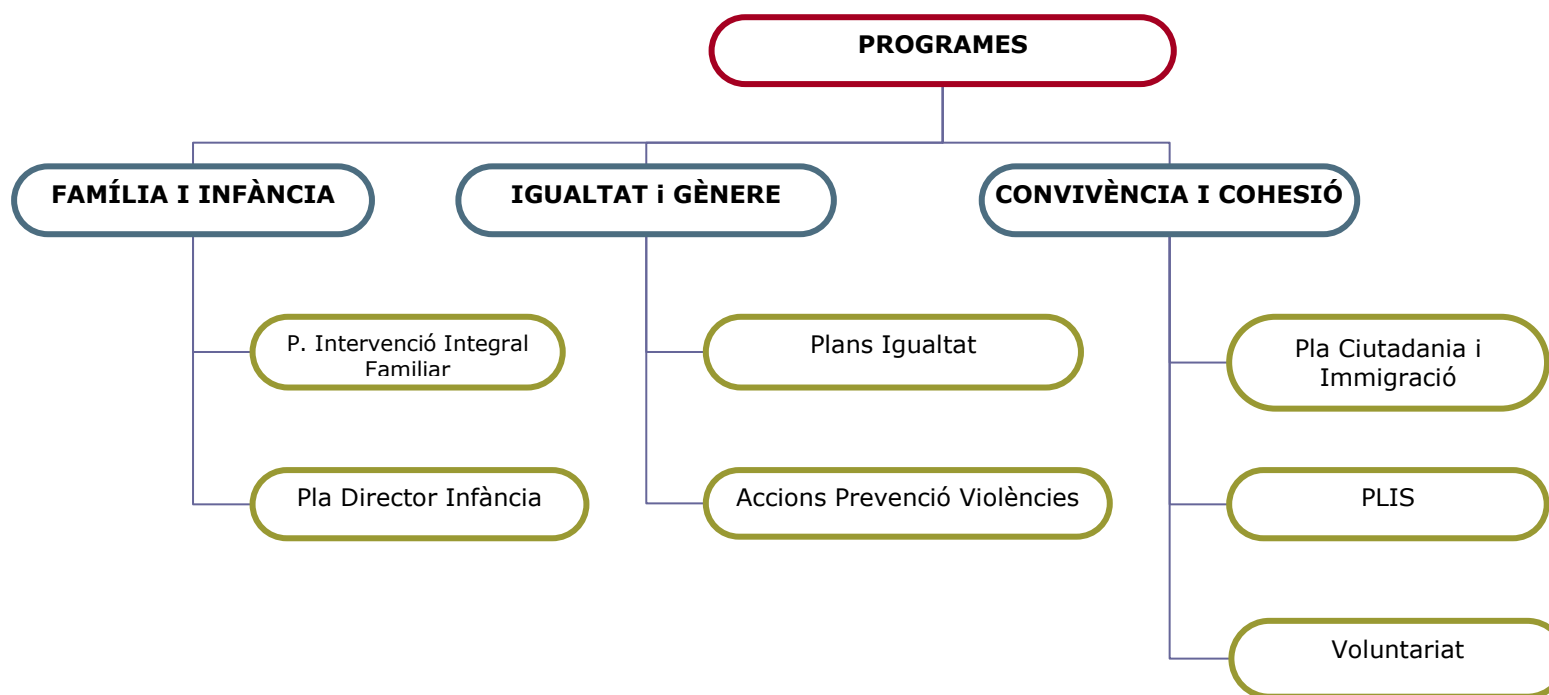 PROGRAMES
FAMÍLIA I INFÀNCIA
IGUALTAT i GÈNERE
CONVIVÈNCIA I COHESIÓ
P. Intervenció Integral
Familiar
Plans Igualtat
Pla Ciutadania i
Immigració
Pla Director Infància
Accions Prevenció Violències
PLIS
Voluntariat